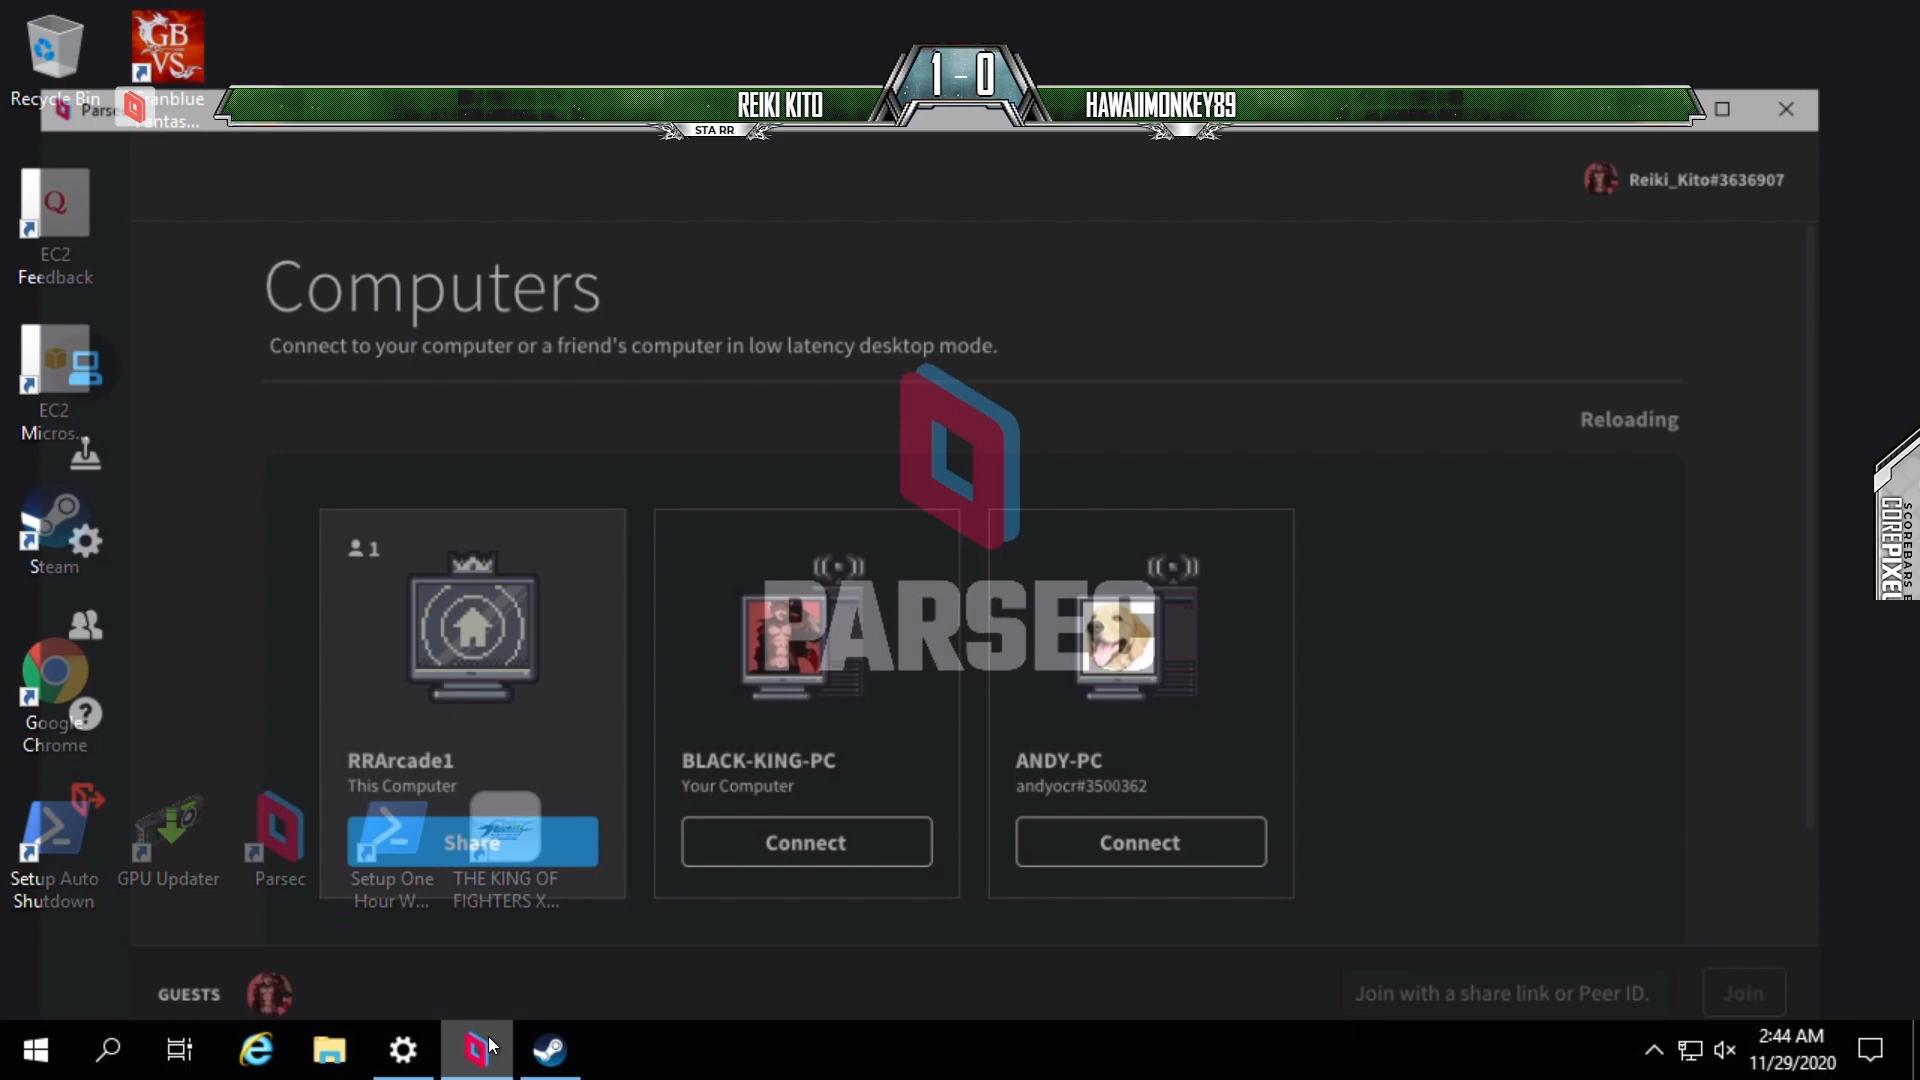 1 - 0
REIKI KITO
HAWAIIMONKEY89
STA RR
Recycle Bin
GB
VS
Granblue
Fantas...
Parsec
Reiki_Kito#3636907
EC2
Feedback
Computers
Connect to your computer or a friend's computer in low latency desktop mode.
Reloading
EC2
Micros...
Steam
Google
Chrome
Setup Auto
Shutdown
GPU Updater
Parsec
Setup One
Hour W...
THE KING OF
FIGHTERS X...
1
PARSEC
RRArcade1
This Computer
Share
BLACK-KING-PC
Your Computer
Connect
ANDY-PC
andyocr#3500362
Connect
SCOREBARS
COREPIXEL
GUESTS
Join with a share link or Peer ID.
Join
2:44 AM
11/29/2020